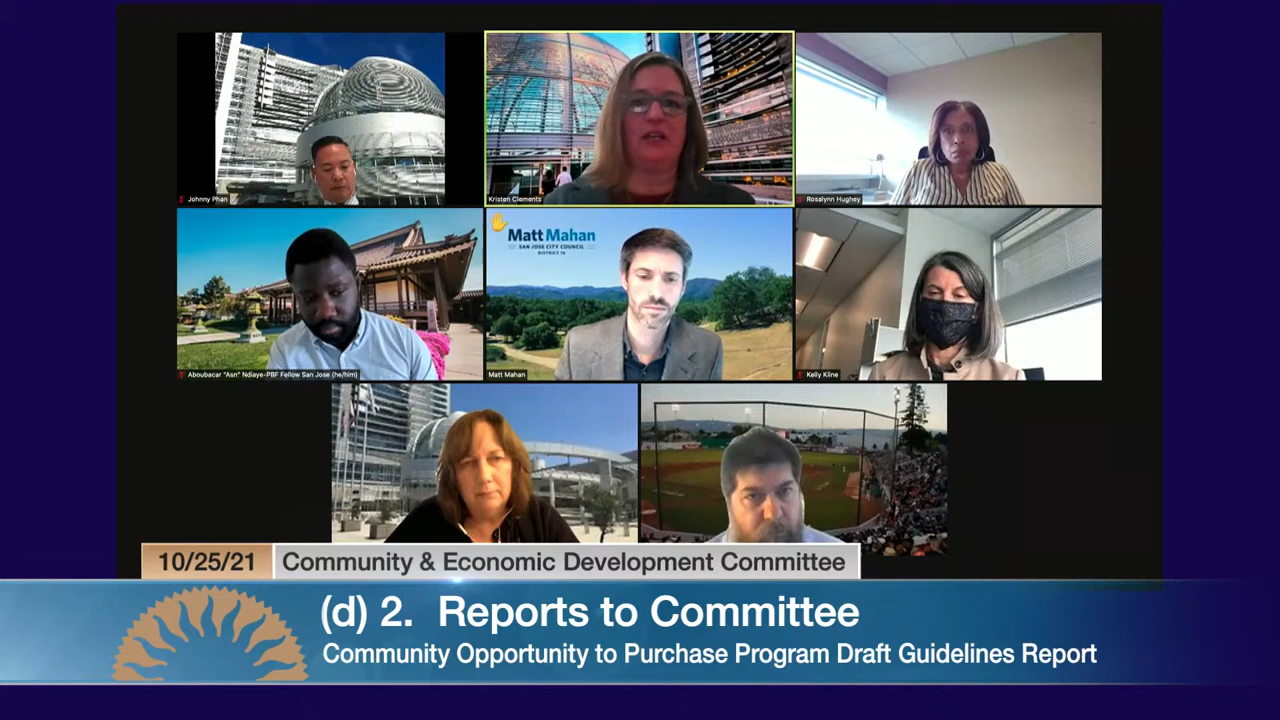 Johnny Phan
Kristen Clements
Rosalynn Hughey
Matt Mahan
SAN JOSE CITY COUNCIL
DISTRICT 10
Aboubacar "Asn" Ndiaye-PBF Fellow San Jose (he/him)
Matt Mahan
Kelly Kline
10/25/21
Community & Economic Development Committee
(d) 2. Reports to Committee
Community Opportunity to Purchase Program Draft Guidelines Report